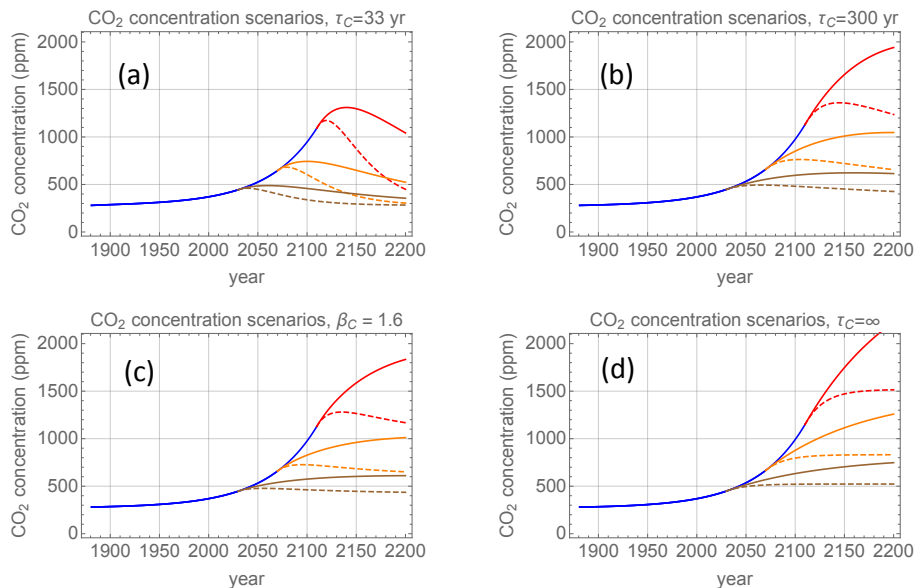 CO₂ concentration scenarios, τ_C=33 yr
CO₂ concentration (ppm)
2000
1500
1000
500
0
(a)
1900 1950 2000 2050 2100 2150 2200
year
CO₂ concentration scenarios, τ_C=300 yr
CO₂ concentration (ppm)
2000
1500
1000
500
0
(b)
1900 1950 2000 2050 2100 2150 2200
year
CO₂ concentration scenarios, β_C = 1.6
CO₂ concentration (ppm)
2000
1500
1000
500
0
(c)
1900 1950 2000 2050 2100 2150 2200
year
CO₂ concentration scenarios, τ_C=∞
CO₂ concentration (ppm)
2000
1500
1000
500
0
(d)
1900 1950 2000 2050 2100 2150 2200
year